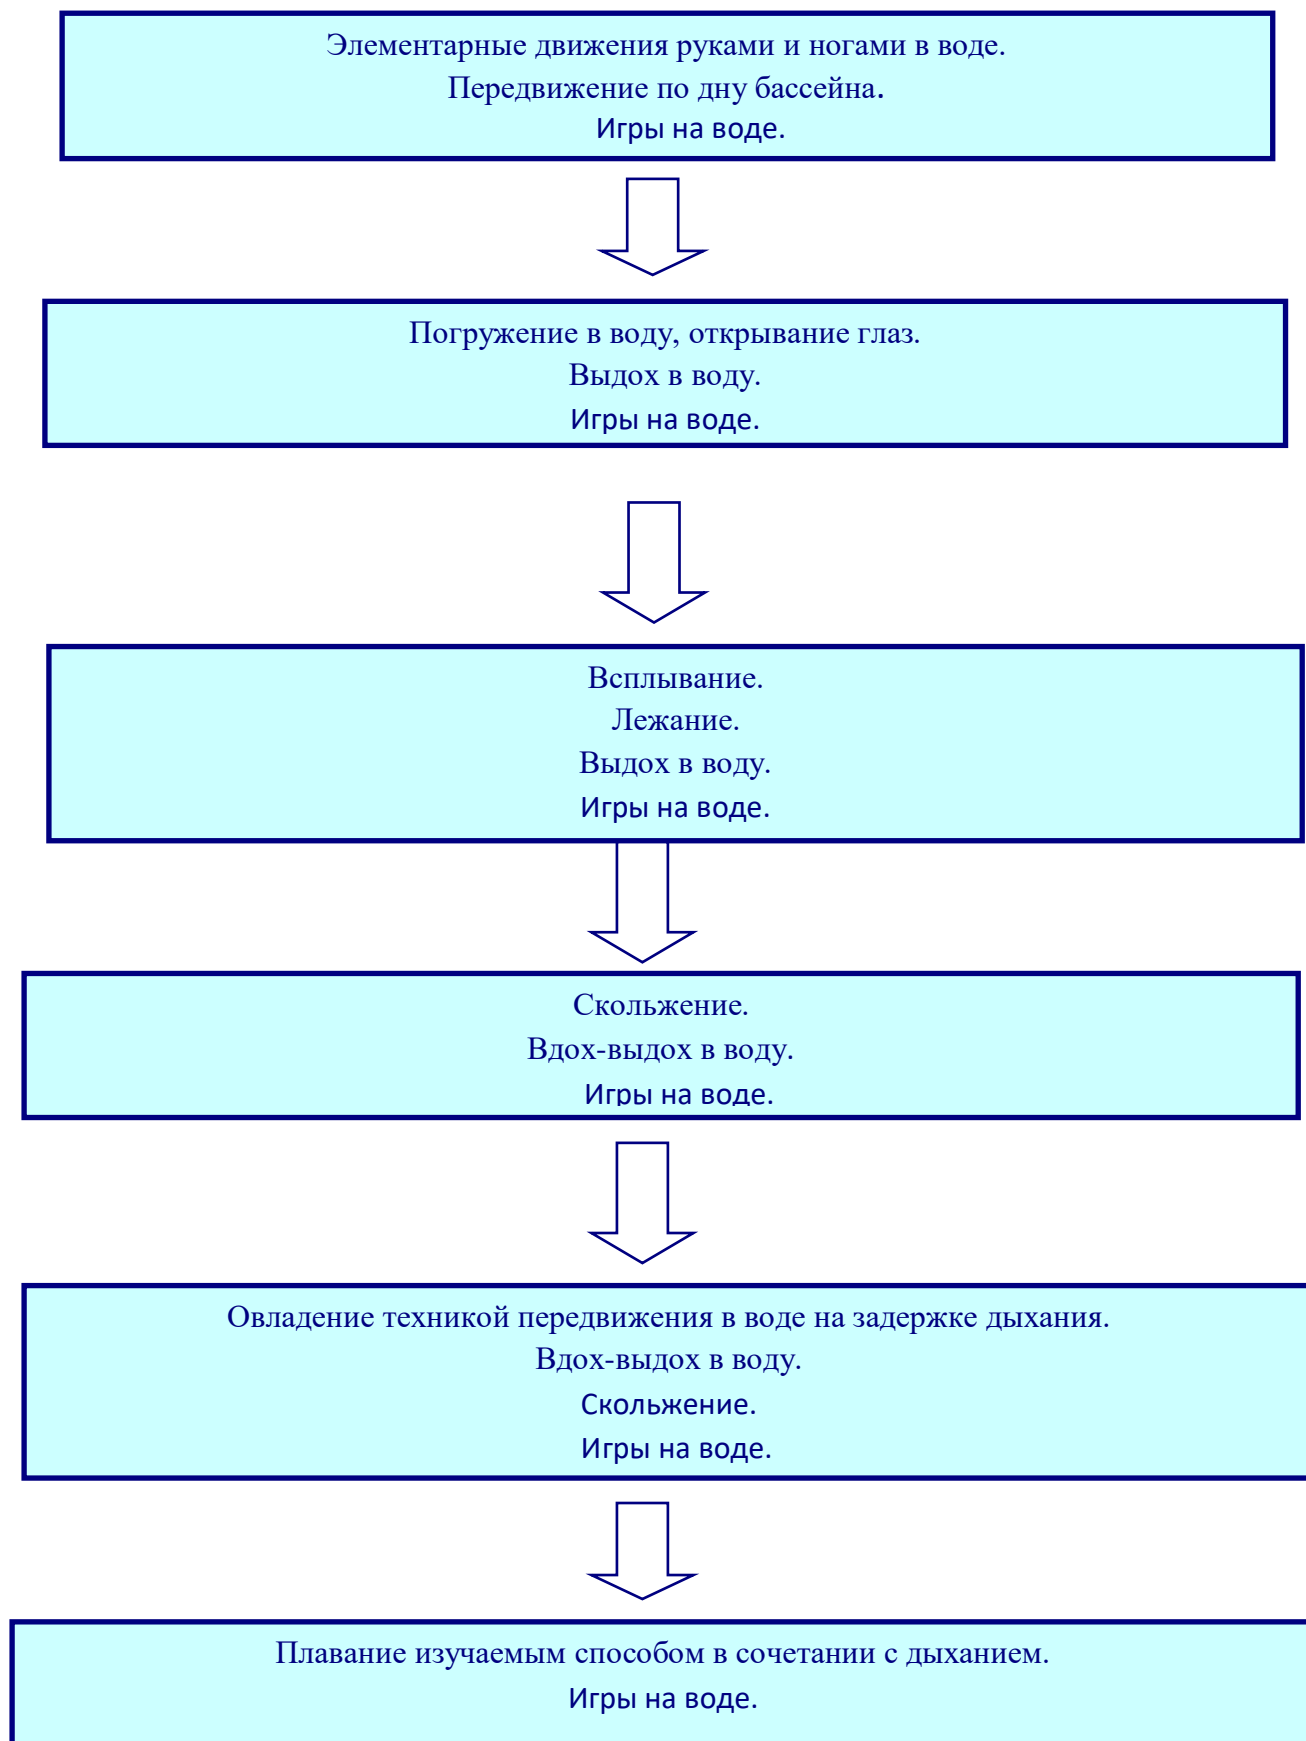 Элементарные движения руками и ногами в воде.
Передвижение по дну бассейна.
Игры на воде.
Погружение в воду, открывание глаз.
Выдох в воду.
Игры на воде.
Всплывание.
Лежание.
Выдох в воду.
Игры на воде.
Скольжение.
Вдох-выдох в воду.
Игры на воде.
Овладение техникой передвижения в воде на задержке дыхания.
Вдох-выдох в воду.
Скольжение.
Игры на воде.
Плавание изучаемым способом в сочетании с дыханием.
Игры на воде.